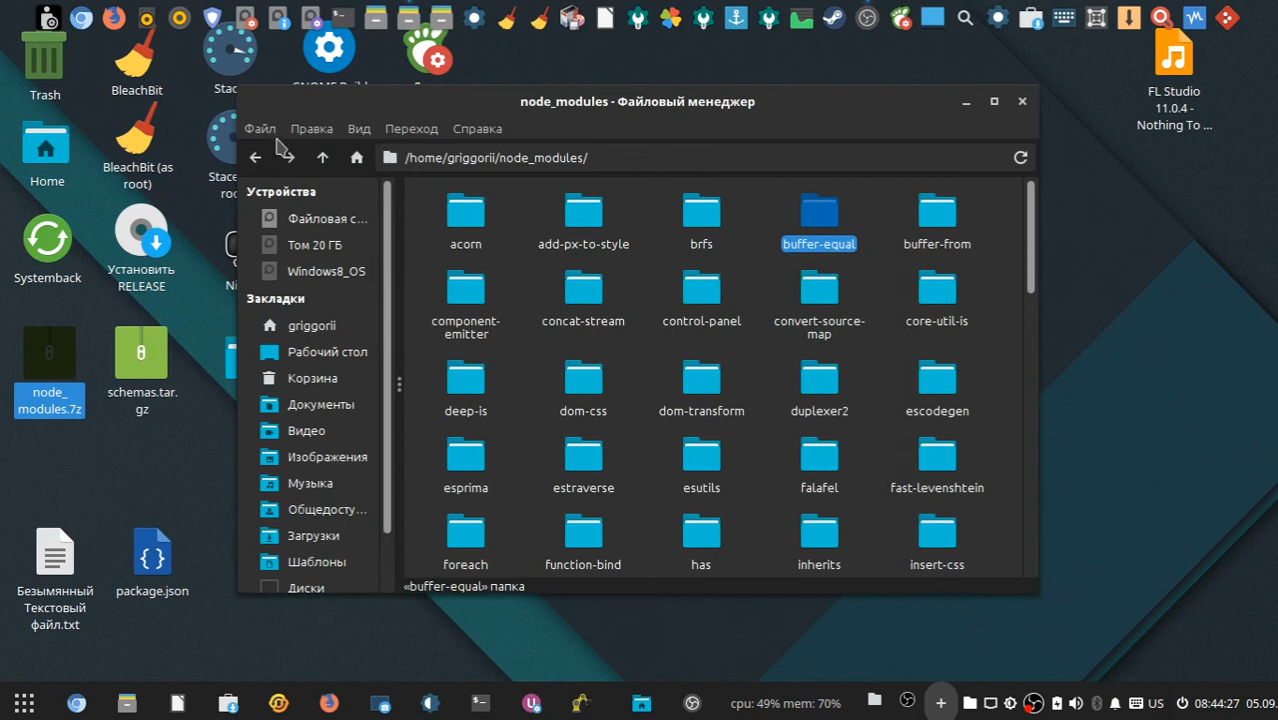 Trash
BleachBit
Stac
GNOME Build
FL Studio
11.0.4 -
Nothing To ...
Home
BleachBit (as
root)
Stace
roo
Systemback
Установить
RELEASE
Ni
node_
modules.7z
schemas.tar.
gz
Безымянный
Текстовый
файл.txt
package.json
node_modules - Файловый менеджер
Файл Правка Вид Переход Справка
/home/griggorii/node_modules/
Устройства
Файловая с...
Том 20 ГБ
Windows8_OS
Закладки
griggorii
Рабочий стол
Корзина
Документы
Видео
Изображения
Музыка
Общедосту...
Загрузки
Шаблоны
Диски
acorn add-px-to-style brfs buffer-equal buffer-from
component-
emitter
concat-stream control-panel
convert-source-
map
core-util-is
deep-is dom-css dom-transform duplexer2 escodegen
esprima estraverse esutils falafel fast-levenshtein
foreach function-bind has inherits insert-css
«buffer-equal» папка
cpu: 49% mem: 70%
US
08:44:27
05.09.